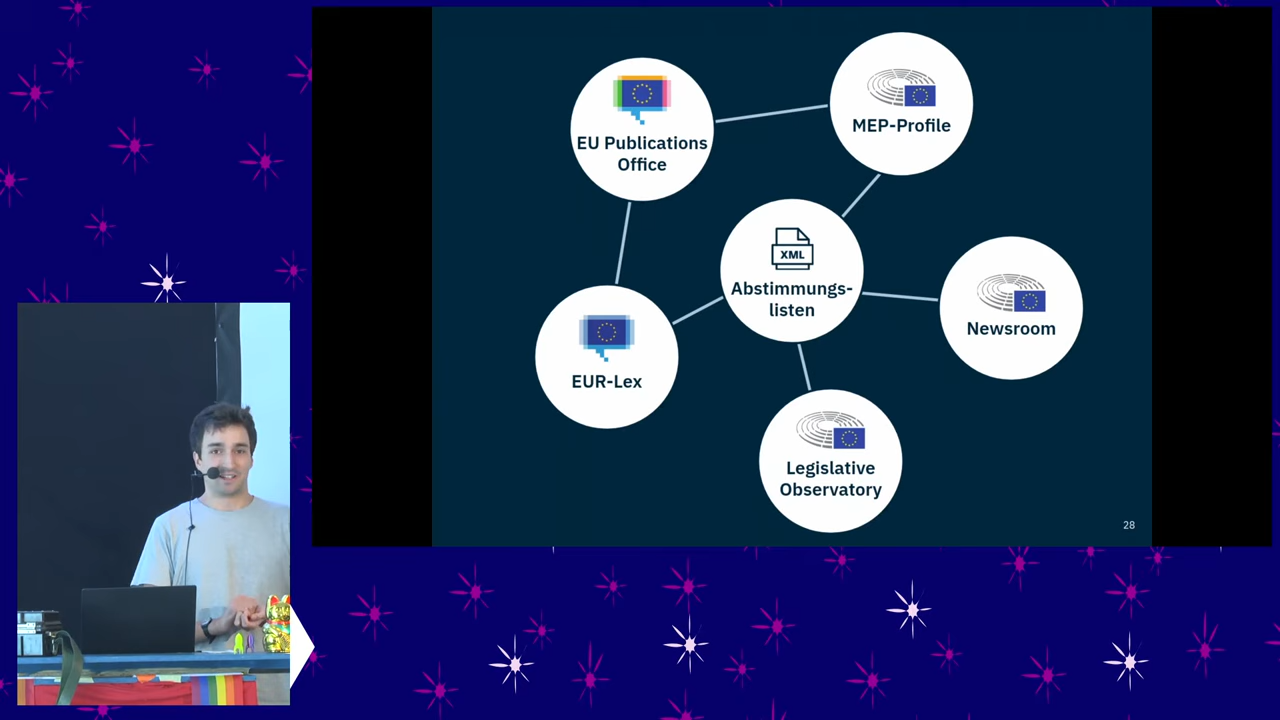 EU Publications
Office
MEP-Profile
XML
Abstimmungs-
listen
Newsroom
EUR-Lex
Legislative
Observatory
28